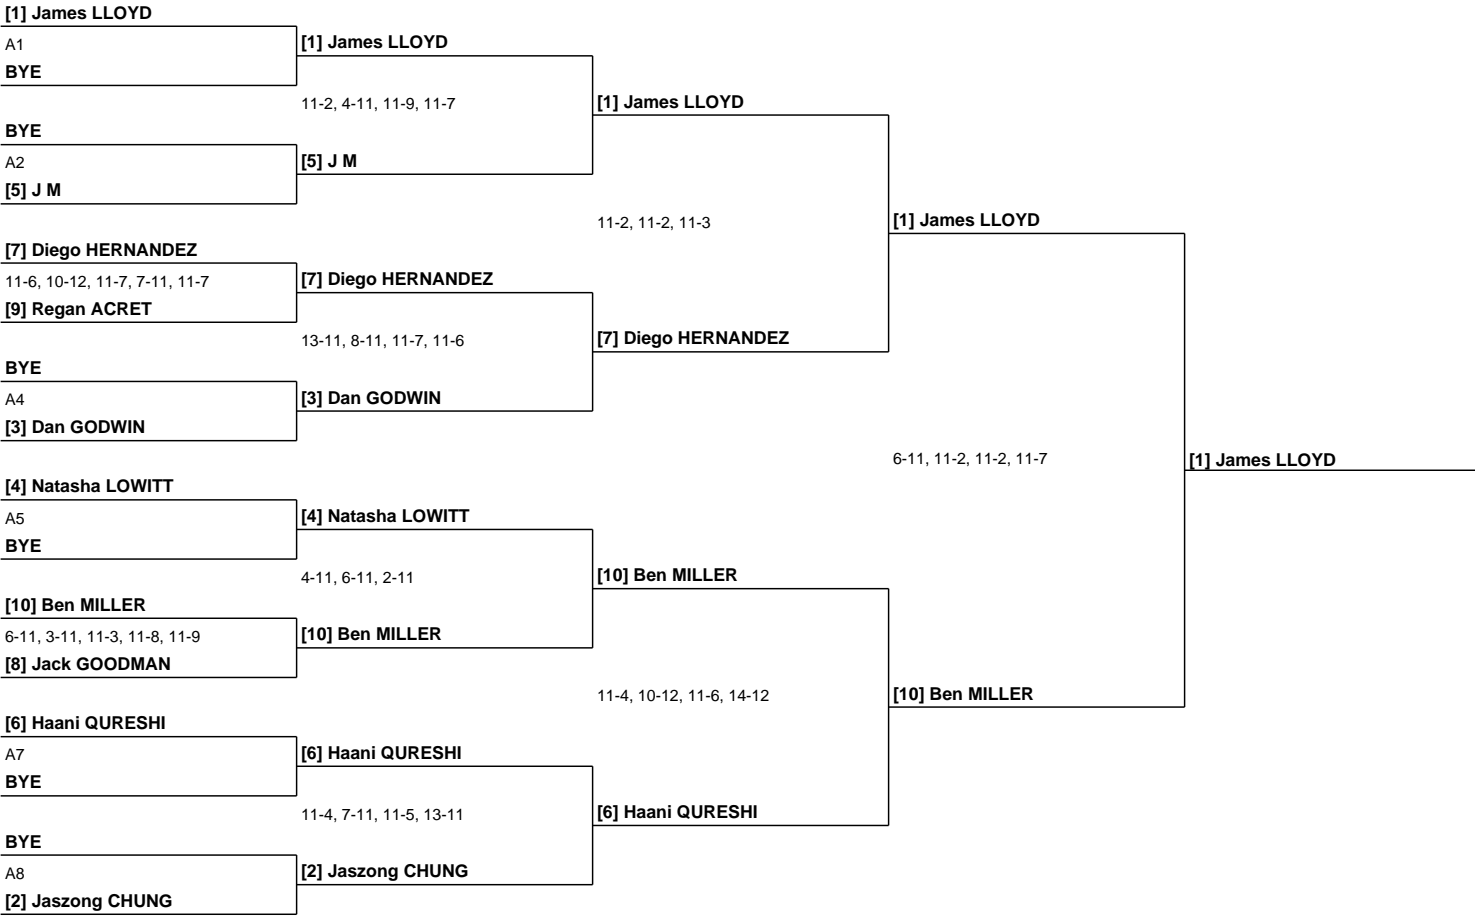 [1] James LLOYD
A1
BYE
BYE
A2
[5] J M
[7] Diego HERNANDEZ
11-6, 10-12, 11-7, 7-11, 11-7
[9] Regan ACRET
BYE
A4
[3] Dan GODWIN
[4] Natasha LOWITT
A5
BYE
[10] Ben MILLER
6-11, 3-11, 11-3, 11-8, 11-9
[8] Jack GOODMAN
[6] Haani QURESHI
A7
BYE
BYE
A8
[2] Jaszong CHUNG
[1] James LLOYD
11-2, 4-11, 11-9, 11-7
[5] J M
[7] Diego HERNANDEZ
13-11, 8-11, 11-7, 11-6
[3] Dan GODWIN
[4] Natasha LOWITT
4-11, 6-11, 2-11
[10] Ben MILLER
[6] Haani QURESHI
11-4, 7-11, 11-5, 13-11
[2] Jaszong CHUNG
[1] James LLOYD
11-2, 11-2, 11-3
[7] Diego HERNANDEZ
[10] Ben MILLER
11-4, 10-12, 11-6, 14-12
[6] Haani QURESHI
[1] James LLOYD
6-11, 11-2, 11-2, 11-7
[10] Ben MILLER
[1] James LLOYD